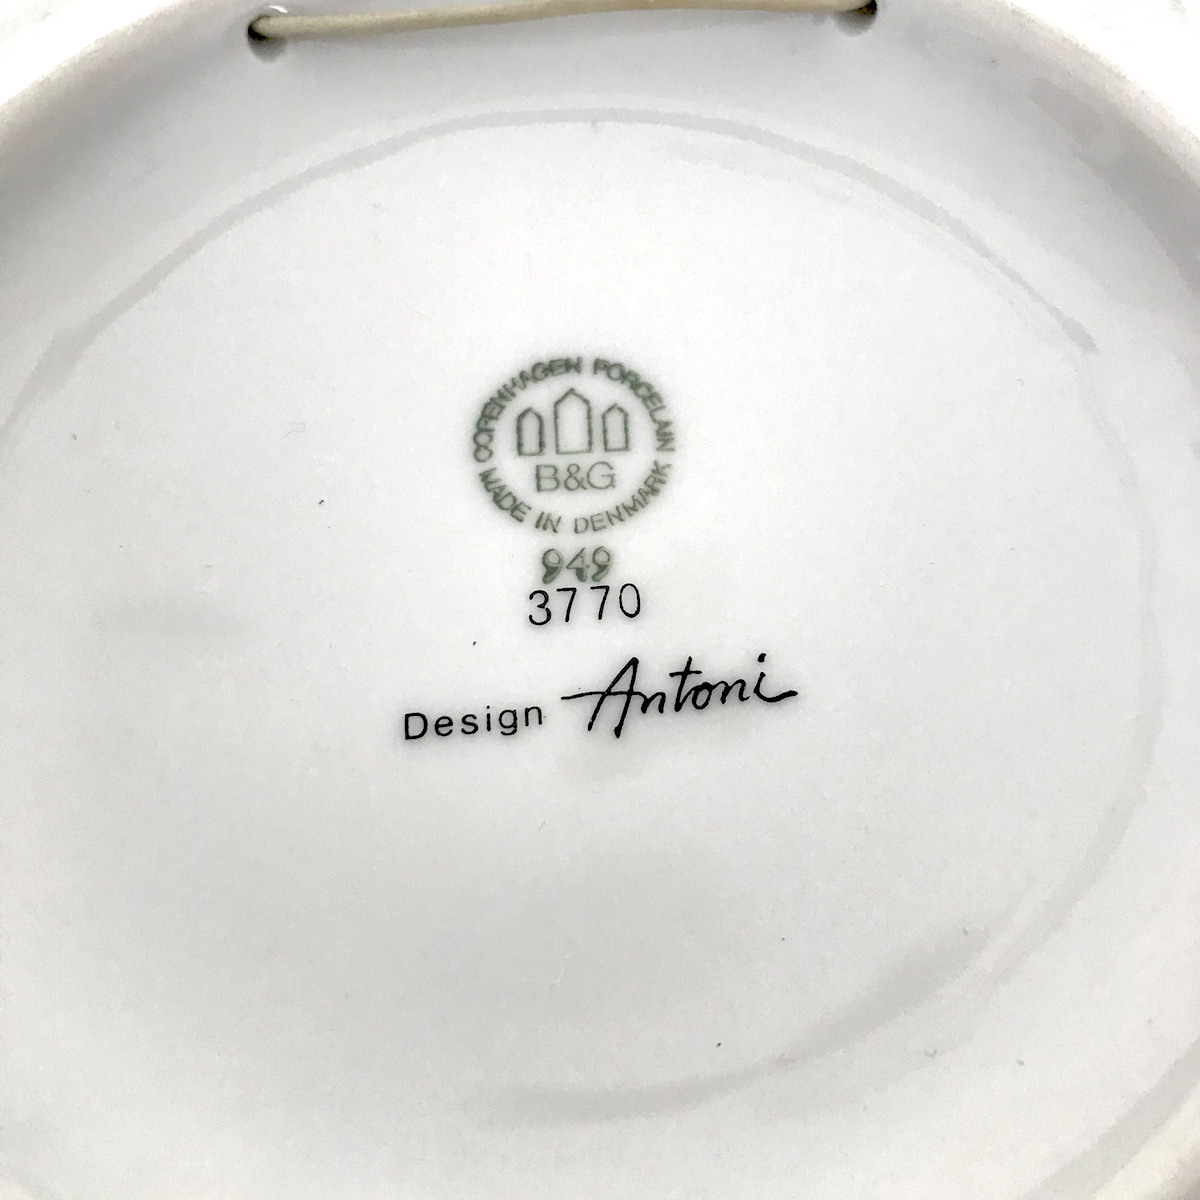 COPENHAGEN PORCELAIN
B&G
MADE IN DENMARK
949
3770
Design Antoni